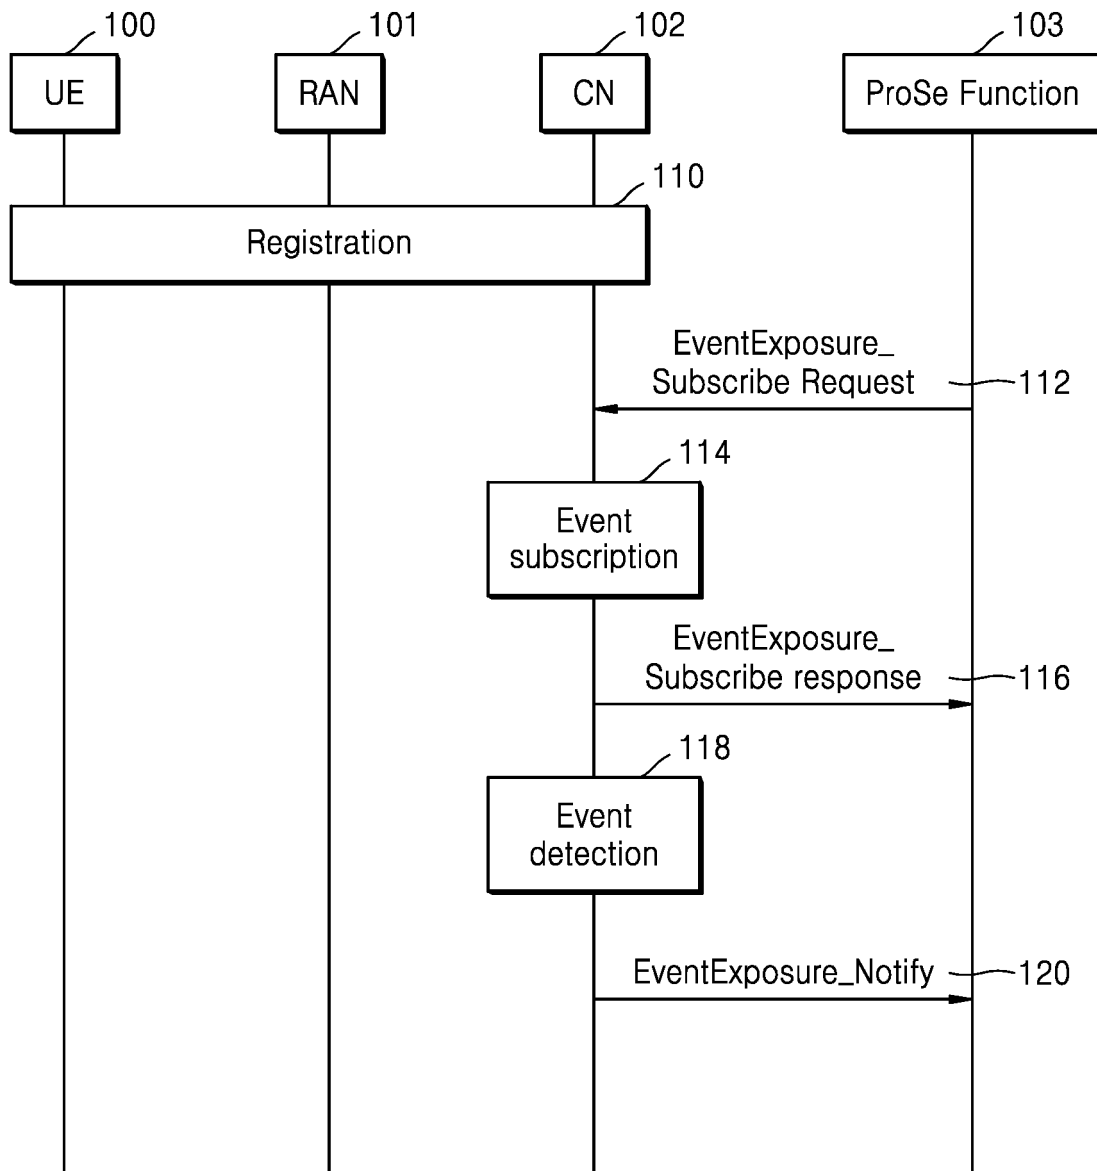 100
101
102
103
UE
RAN
CN
ProSe Function
110
Registration
EventExposure_
Subscribe Request
112
114
Event
subscription
EventExposure_
Subscribe response
116
118
Event
detection
EventExposure_Notify
120